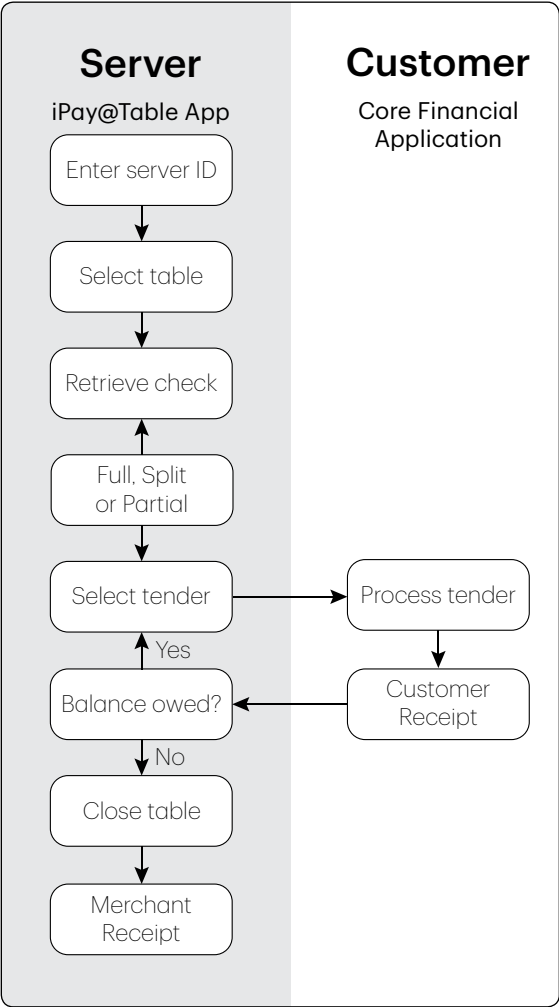 Server
iPay@Table App
Enter server ID
Select table
Retrieve check
Full, Split
or Partial
Select tender
Yes
Balance owed?
No
Close table
Merchant
Receipt
Customer
Core Financial
Application
Process tender
Customer
Receipt